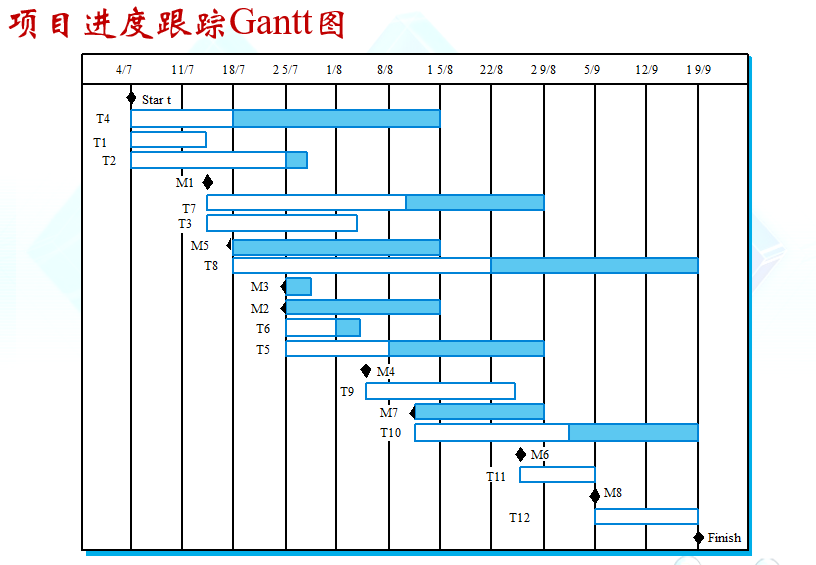 项目进度跟踪Gantt图
4/7 11/7 18/7 2 5/7 1/8 8/8 1 5/8 22/8 2 9/8 5/9 12/9 1 9/9
Star t
T4
T1
T2
M1
T7
T3
M5
T8
M3
M2
T6
T5
M4
T9
M7
T10
M6
T11
M8
T12
Finish